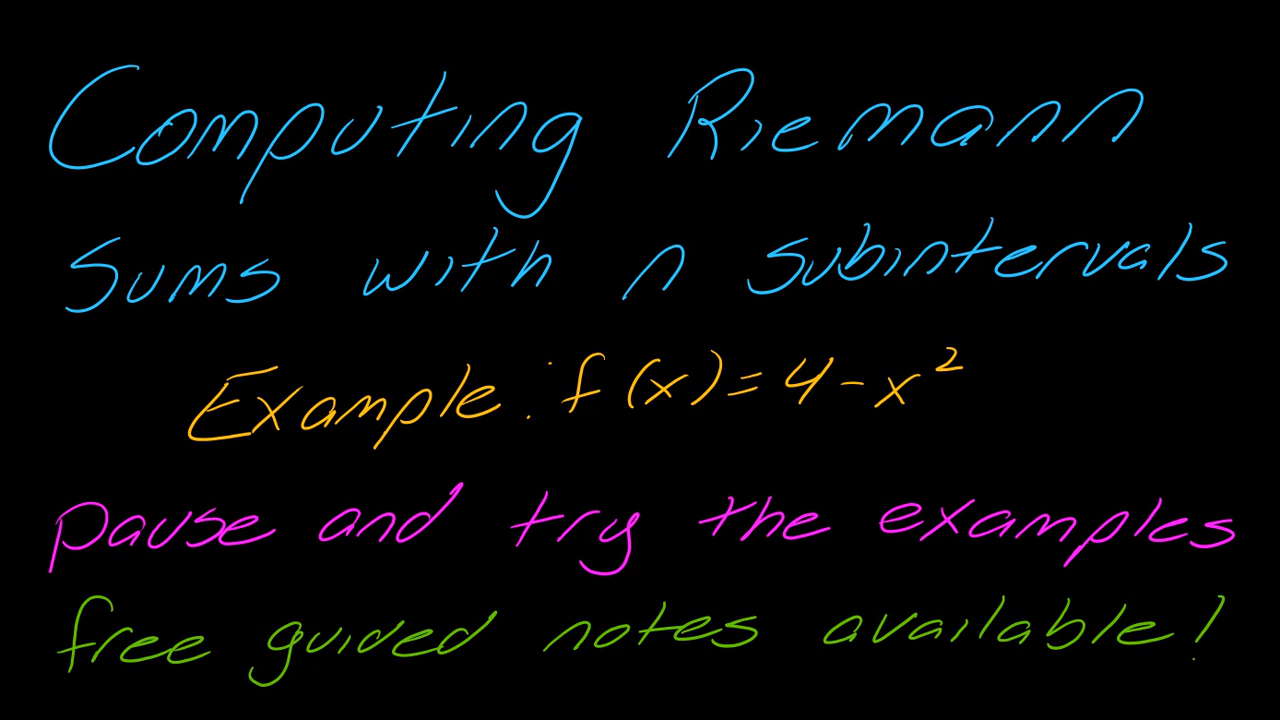 Computing Riemann
Sums with n subintervals
Example: f(x)=4-x²
pause and try the examples
free guided notes available!